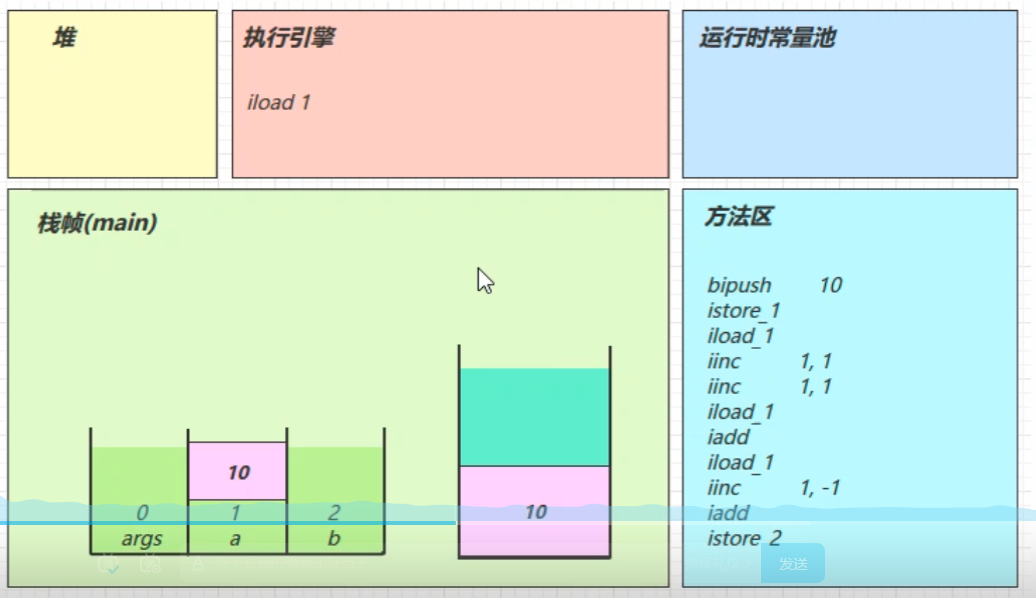 堆
执行引擎
iload 1
运行时常量池
栈帧(main)
10
0 1 2
args a b
10
方法区
bipush 10
istore_1
iload_1
iinc 1, 1
iinc 1, 1
iload_1
iadd
iload_1
iinc 1, -1
iadd
istore 2
发送